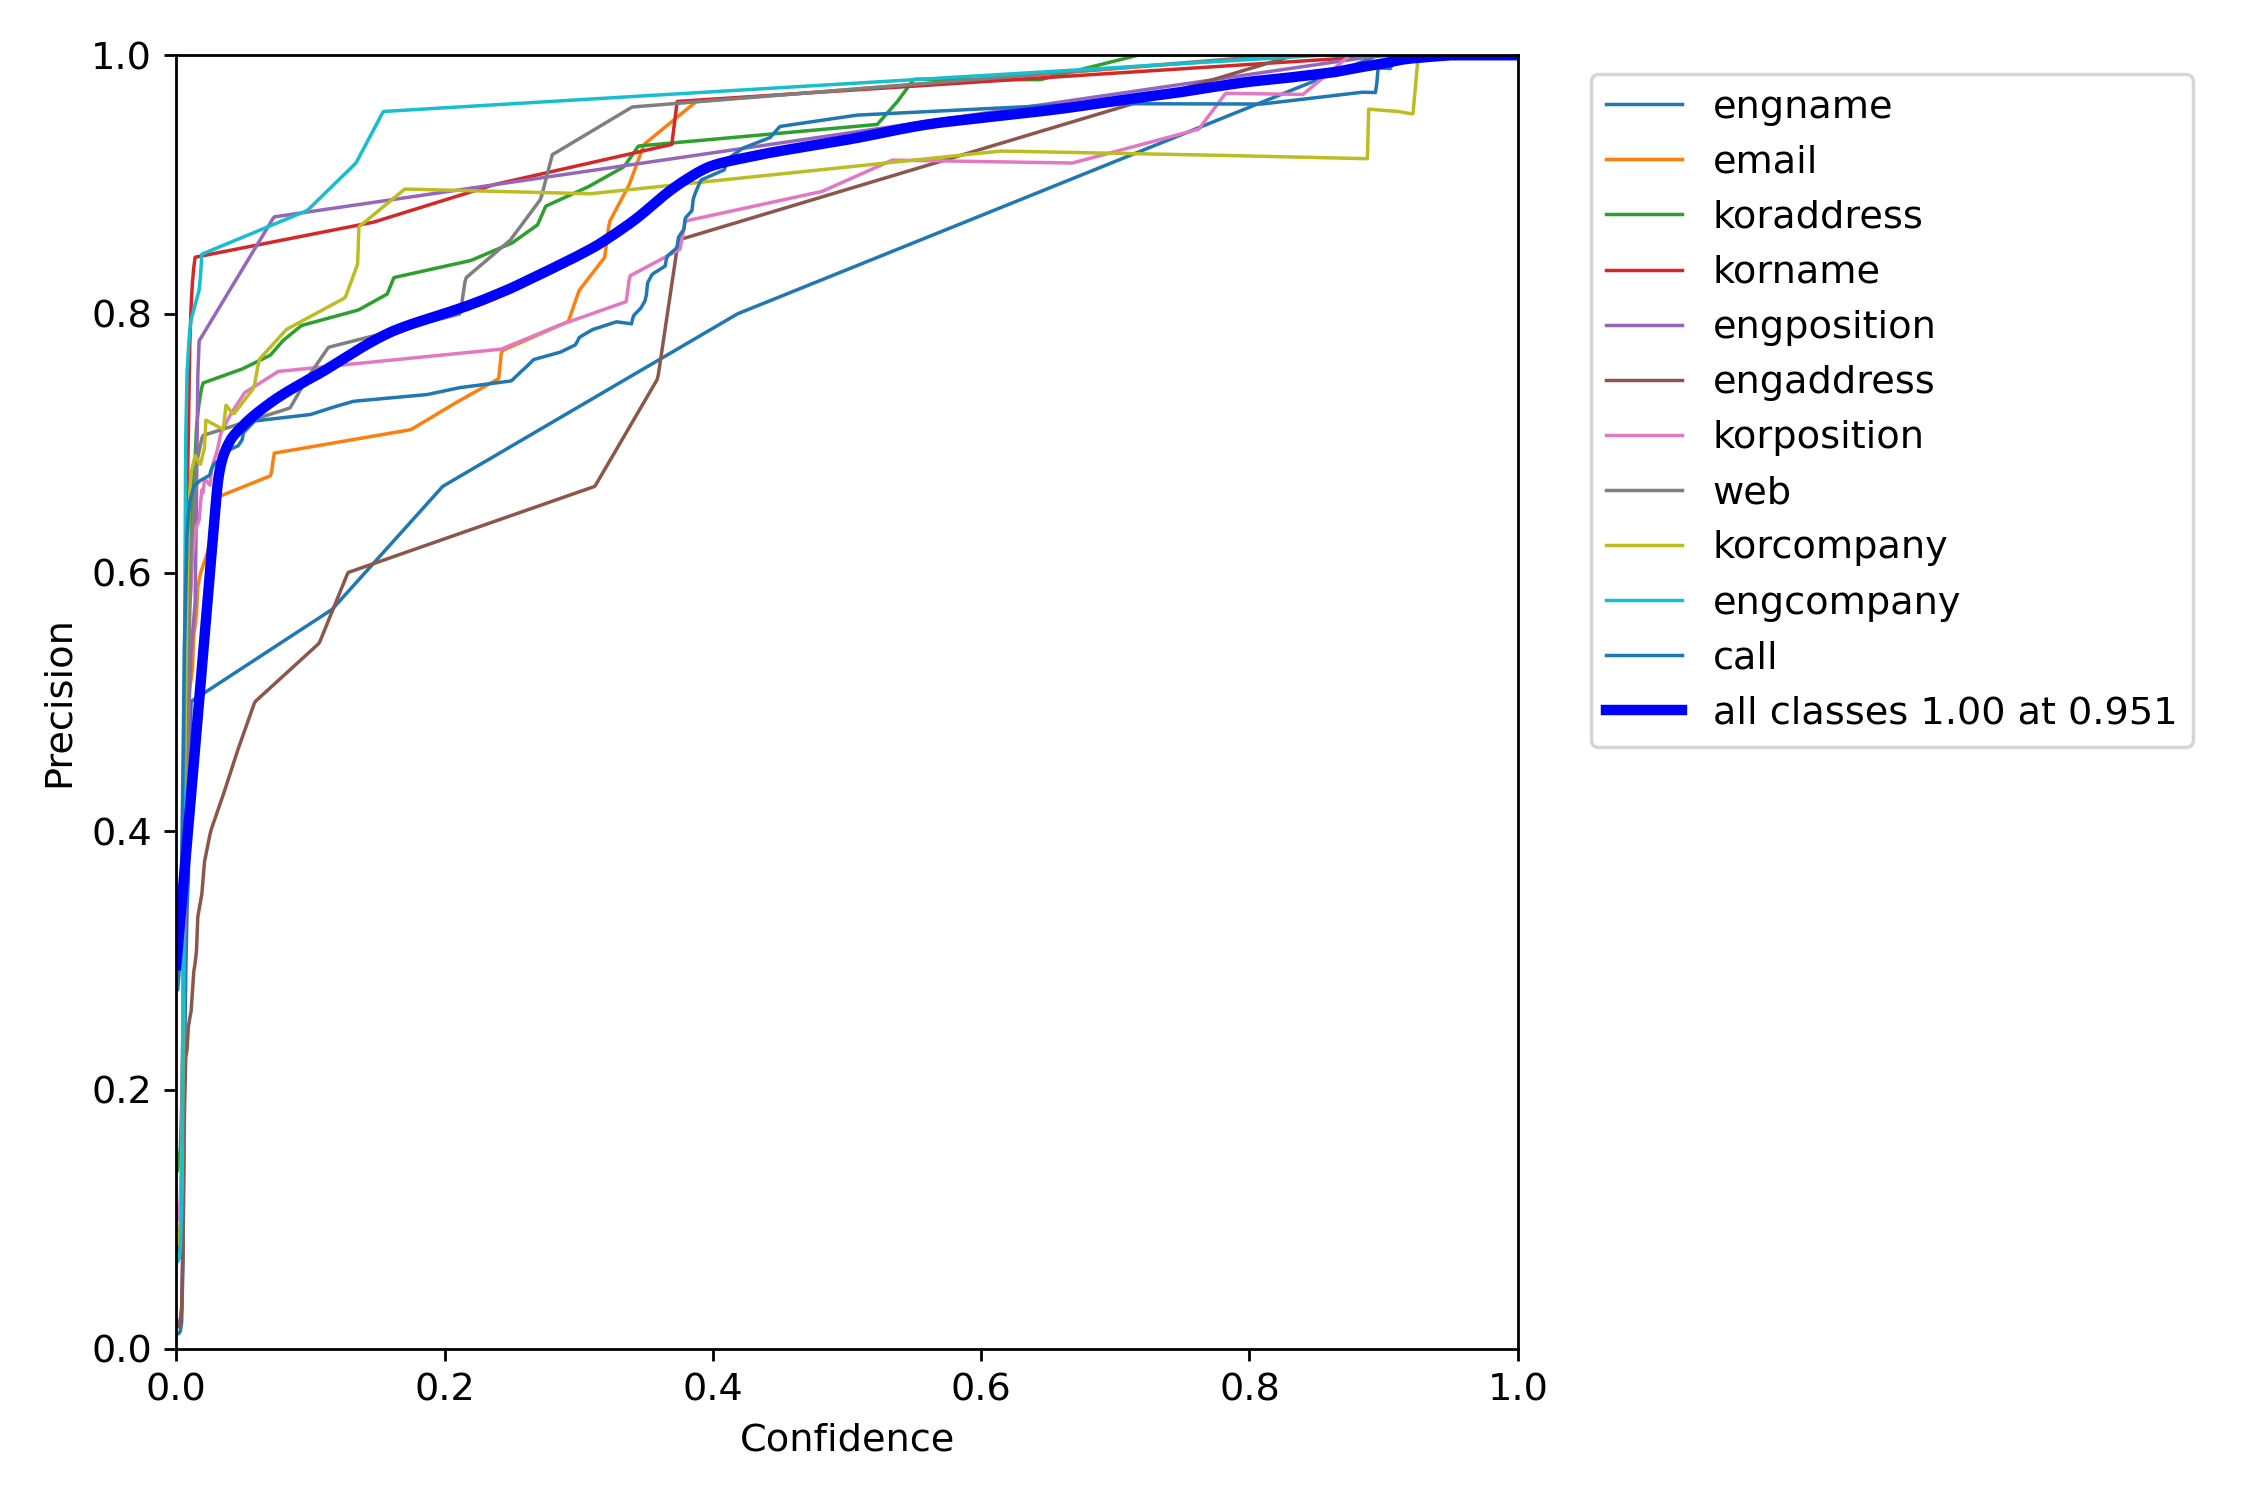 Precision
1.0
0.8
0.6
0.4
0.2
0.0
0.0 0.2 0.4 0.6 0.8 1.0
Confidence
engname
email
koraddress
korname
engposition
engaddress
korposition
web
korcompany
engcompany
call
all classes 1.00 at 0.951